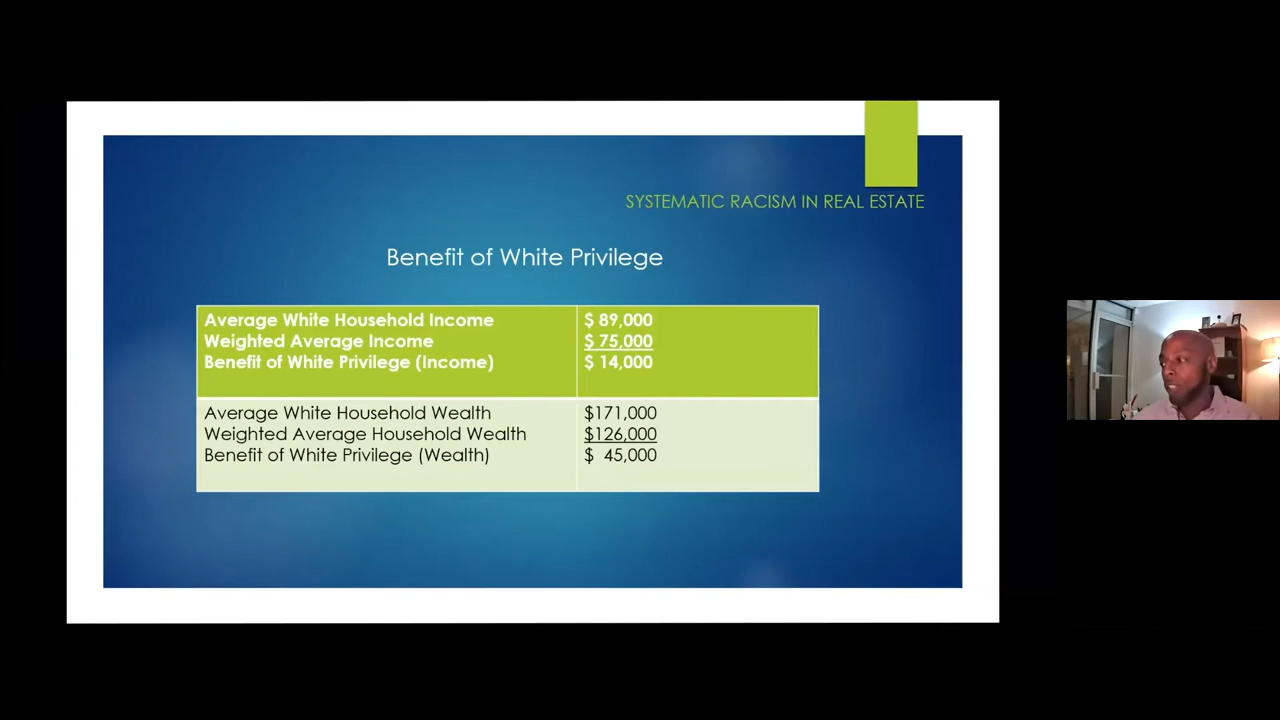 SYSTEMATIC RACISM IN REAL ESTATE
Benefit of White Privilege
Average White Household Income $ 89,000
Weighted Average Income $ 75,000
Benefit of White Privilege (Income) $ 14,000
Average White Household Wealth $171,000
Weighted Average Household Wealth $126,000
Benefit of White Privilege (Wealth) $ 45,000